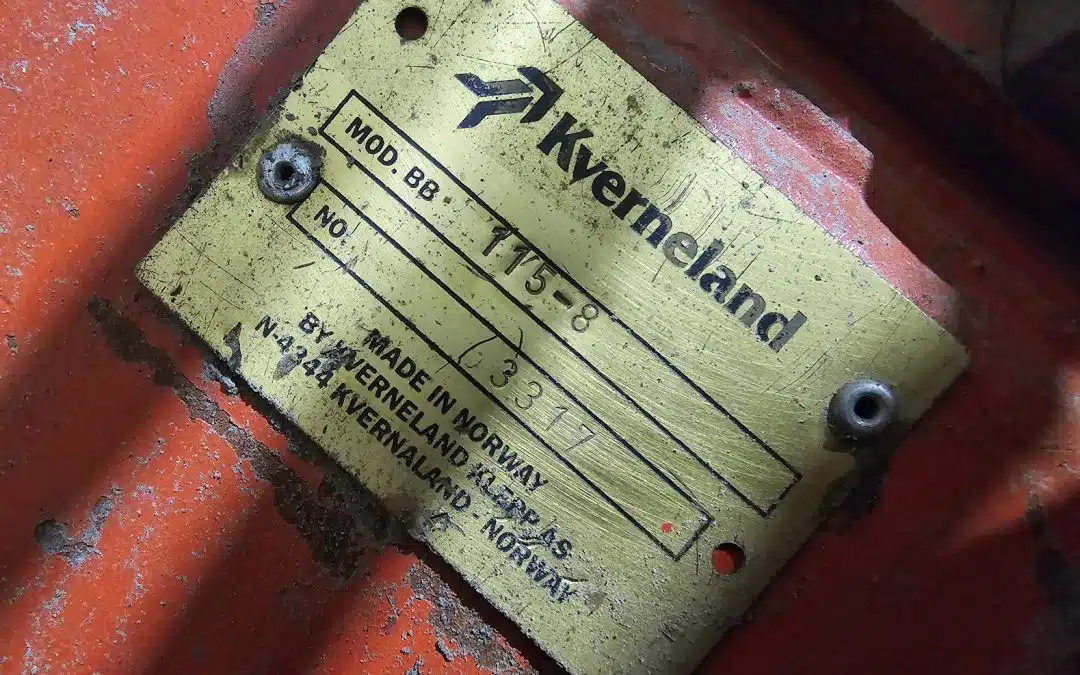 Kverneland
MOD. BB 115-8
NO. 3317
MADE IN NORWAY
BY KVERNELAND KLEPP AS
N-4344 KVERNALAND - NORWAY